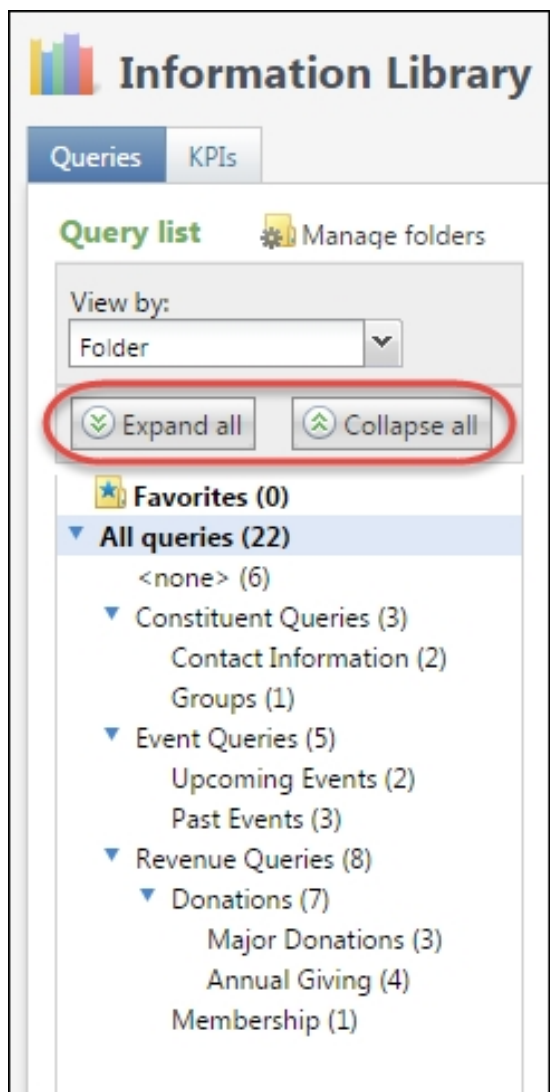 Information Library
Queries KPIs
Query list Manage folders
View by:
Folder
Expand all Collapse all
Favorites (0)
All queries (22)
<none> (6)
Constituent Queries (3)
Contact Information (2)
Groups (1)
Event Queries (5)
Upcoming Events (2)
Past Events (3)
Revenue Queries (8)
Donations (7)
Major Donations (3)
Annual Giving (4)
Membership (1)